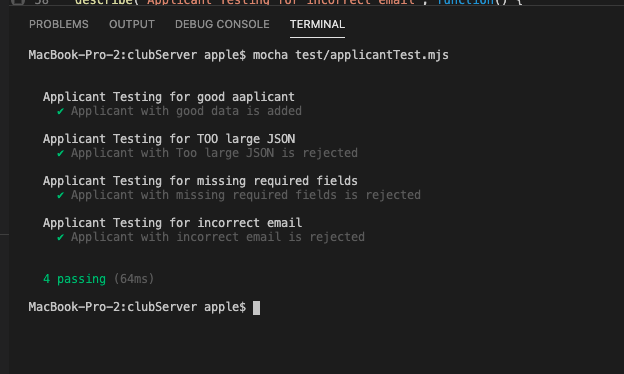 56 describe("Applicant Testing for incorrect email", function() {
PROBLEMS OUTPUT DEBUG CONSOLE TERMINAL
MacBook-Pro-2:clubServer apple$ mocha test/applicantTest.mjs
Applicant Testing for good aaplicant
✔ Applicant with good data is added
Applicant Testing for TOO large JSON
✔ Applicant with Too large JSON is rejected
Applicant Testing for missing required fields
✔ Applicant with missing required fields is rejected
Applicant Testing for incorrect email
✔ Applicant with incorrect email is rejected
4 passing (64ms)
MacBook-Pro-2:clubServer apple$